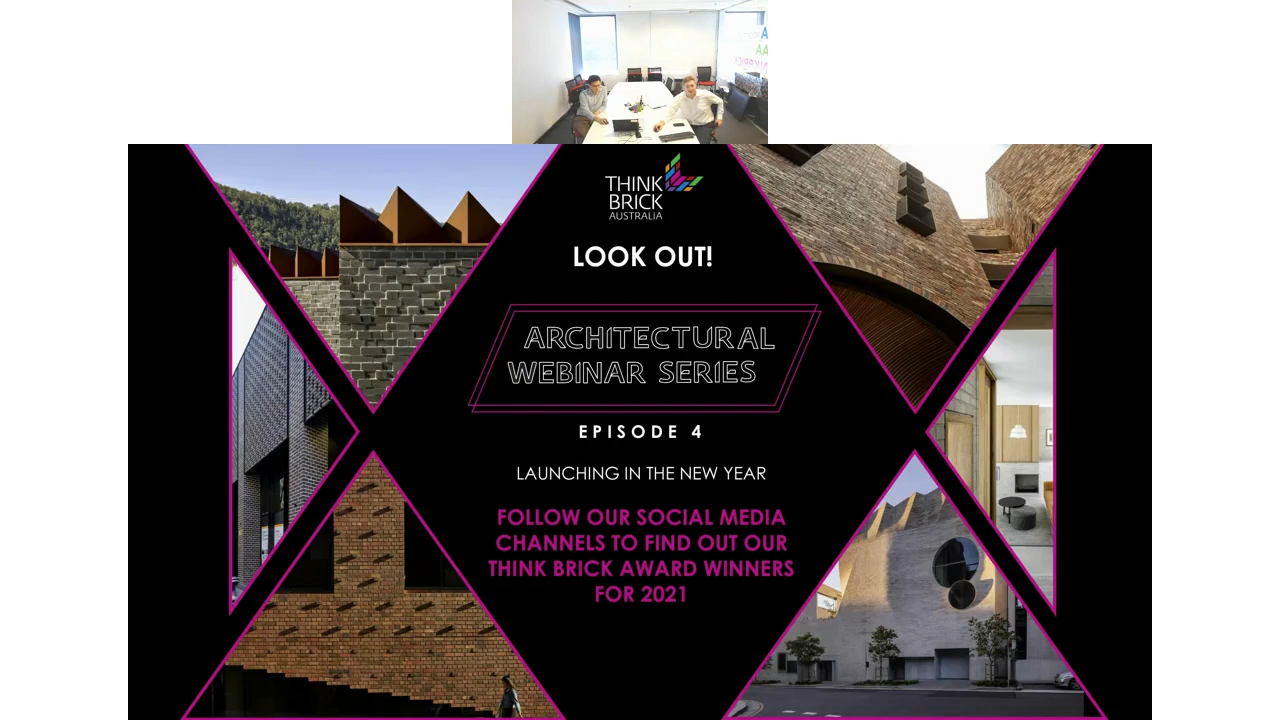 THINK
BRICK
AUSTRALIA
LOOK OUT!
ARCHITECTURAL
WEBINAR SERIES
EPISODE 4
LAUNCHING IN THE NEW YEAR
FOLLOW OUR SOCIAL MEDIA
CHANNELS TO FIND OUT OUR
THINK BRICK AWARD WINNERS
FOR 2021